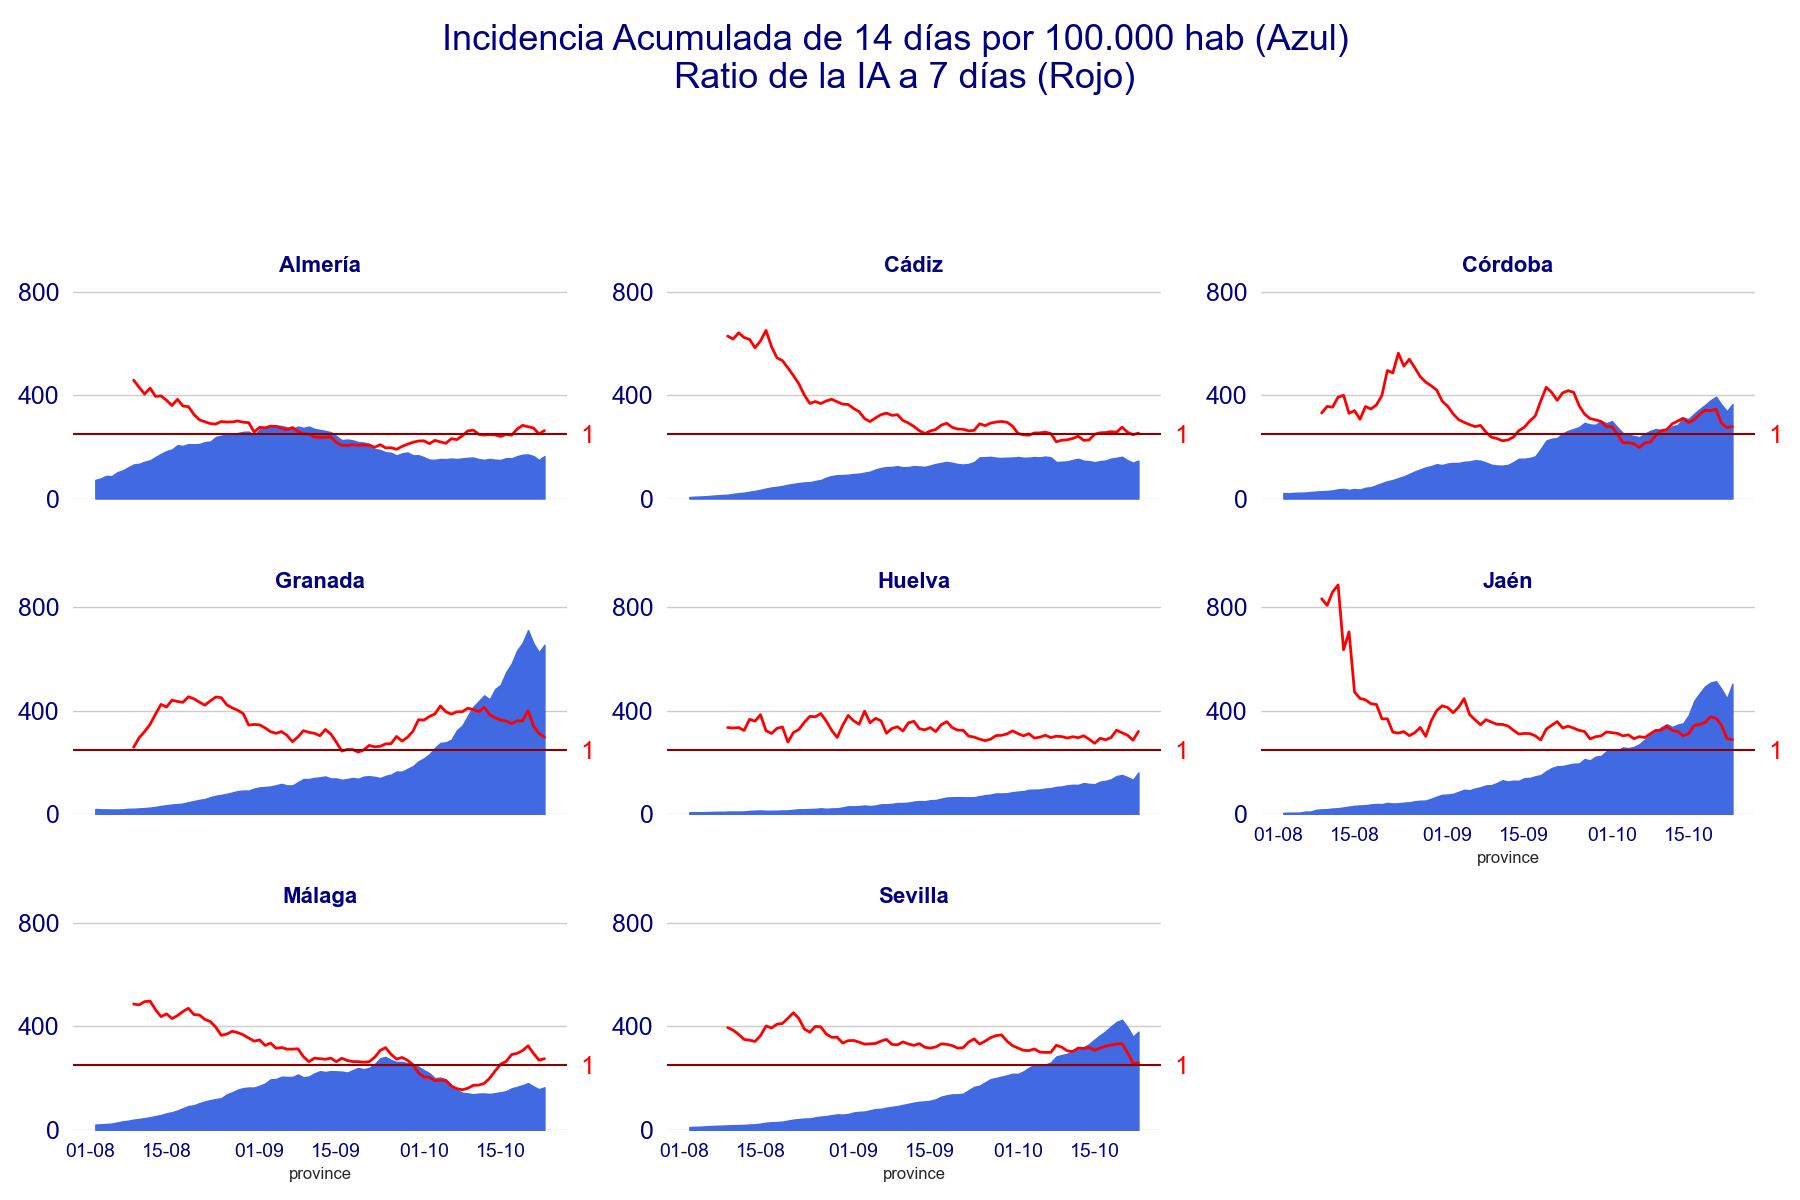 Incidencia Acumulada de 14 días por 100.000 hab (Azul)
Ratio de la IA a 7 días (Rojo)
Almería
800
400
0
1
Cádiz
800
400
0
1
Córdoba
800
400
0
1
Granada
800
400
0
1
Huelva
800
400
0
1
Jaén
800
400
0
1
01-08 15-08 01-09 15-09 01-10 15-10
province
Málaga
800
400
0
1
01-08 15-08 01-09 15-09 01-10 15-10
province
Sevilla
800
400
0
1
01-08 15-08 01-09 15-09 01-10 15-10
province